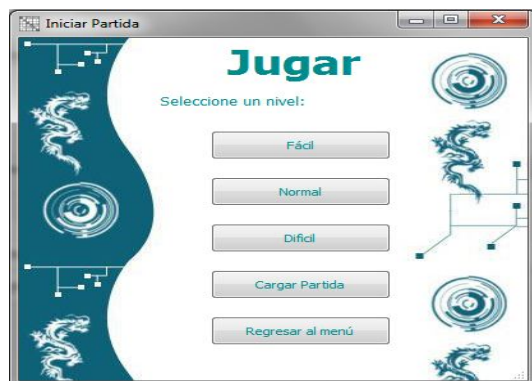 Iniciar Partida
Jugar
Seleccione un nivel:
Fácil
Normal
Dificil
Cargar Partida
Regresar al menú